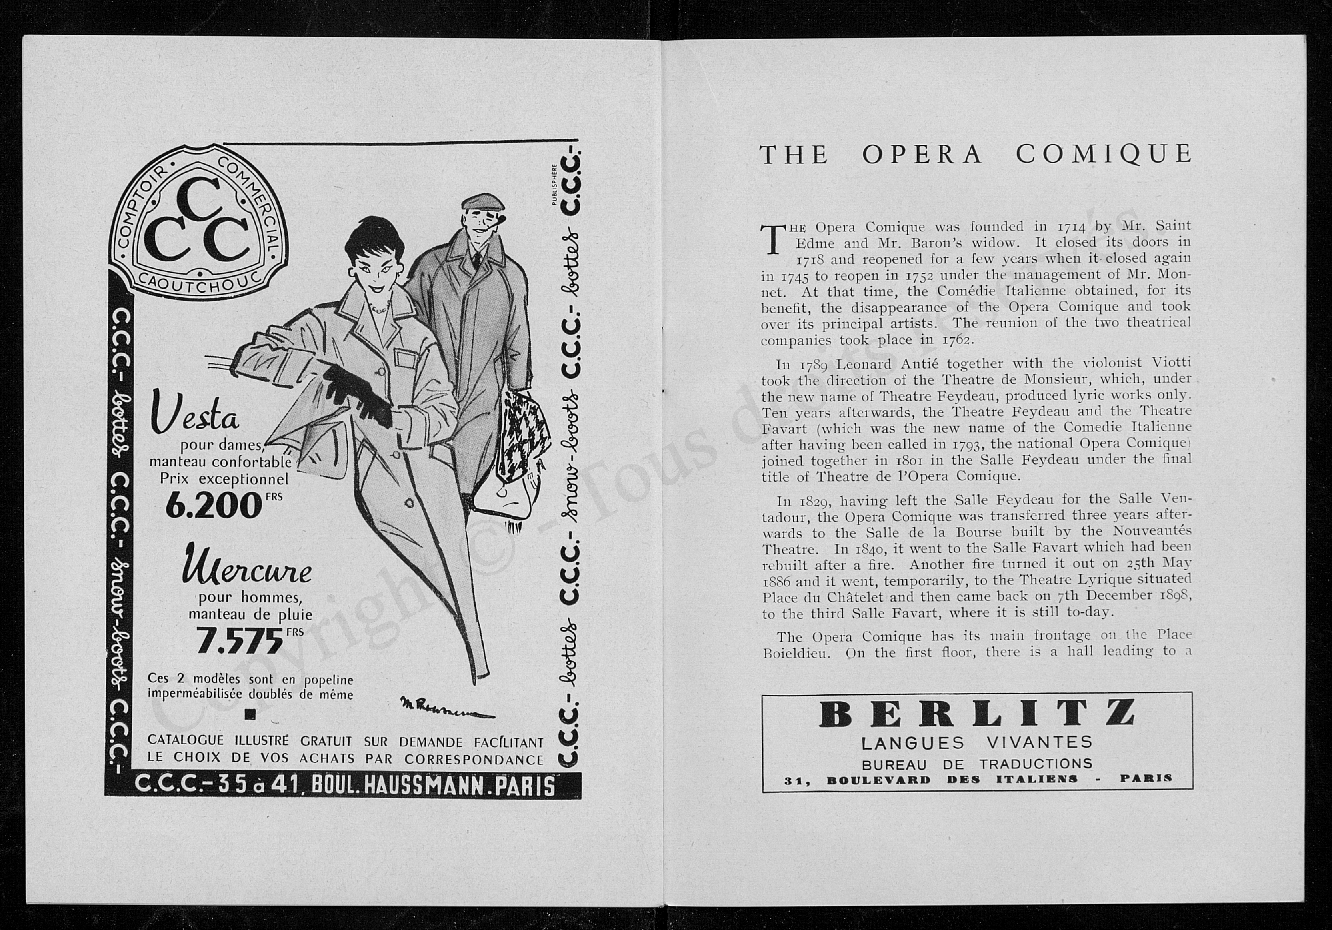 COMPTOIR · COMMERCIAL · CAOUTCHOUC
C
C C
PUBLISPHÈRE
C.C.C.- bottes C.C.C.- snow-boots C.C.C.-
Vesta
pour dames,
manteau confortable
Prix exceptionnel
6.200 FRS
Mercure
pour hommes,
manteau de pluie
7.575 FRS
Ces 2 modèles sont en popeline
imperméabilisée doublés de même
CATALOGUE ILLUSTRÉ GRATUIT SUR DEMANDE FACILITANT
LE CHOIX DE VOS ACHATS PAR CORRESPONDANCE
C.C.C.- bottes C.C.C.- snow-boots C.C.C.- bottes C.C.C.-
C.C.C.-35 à 41, BOUL. HAUSSMANN-PARIS
THE OPERA COMIQUE
THE Opera Comique was founded in 1714 by Mr. Saint
Edme and Mr. Baron's widow. It closed its doors in
1718 and reopened for a few years when it closed again
in 1745 to reopen in 1752 under the management of Mr. Mon-
net. At that time, the Comédie Italienne obtained, for its
benefit, the disappearance of the Opera Comique and took
over its principal artists. The reunion of the two theatrical
companies took place in 1762.
In 1789 Leonard Antié together with the violonist Viotti
took the direction of the Theatre de Monsieur, which, under
the new name of Theatre Feydeau, produced lyric works only.
Ten years afterwards, the Theatre Feydeau and the Theatre
Favart (which was the new name of the Comedie Italienne
after having been called in 1793, the national Opera Comique)
joined together in 1801 in the Salle Feydeau under the final
title of Theatre de l'Opera Comique.
In 1829, having left the Salle Feydeau for the Salle Ven-
tadour, the Opera Comique was transferred three years after-
wards to the Salle de la Bourse built by the Nouveautés
Theatre. In 1840, it went to the Salle Favart which had been
rebuilt after a fire. Another fire turned it out on 25th May
1886 and it went, temporarily, to the Theatre Lyrique situated
Place du Châtelet and then came back on 7th December 1898,
to the third Salle Favart, where it is still to-day.
The Opera Comique has its main frontage on the Place
Boieldieu. On the first floor, there is a hall leading to a
BERLITZ
LANGUES VIVANTES
BUREAU DE TRADUCTIONS
31, BOULEVARD DES ITALIENS - PARIS
Copyright © - Tous